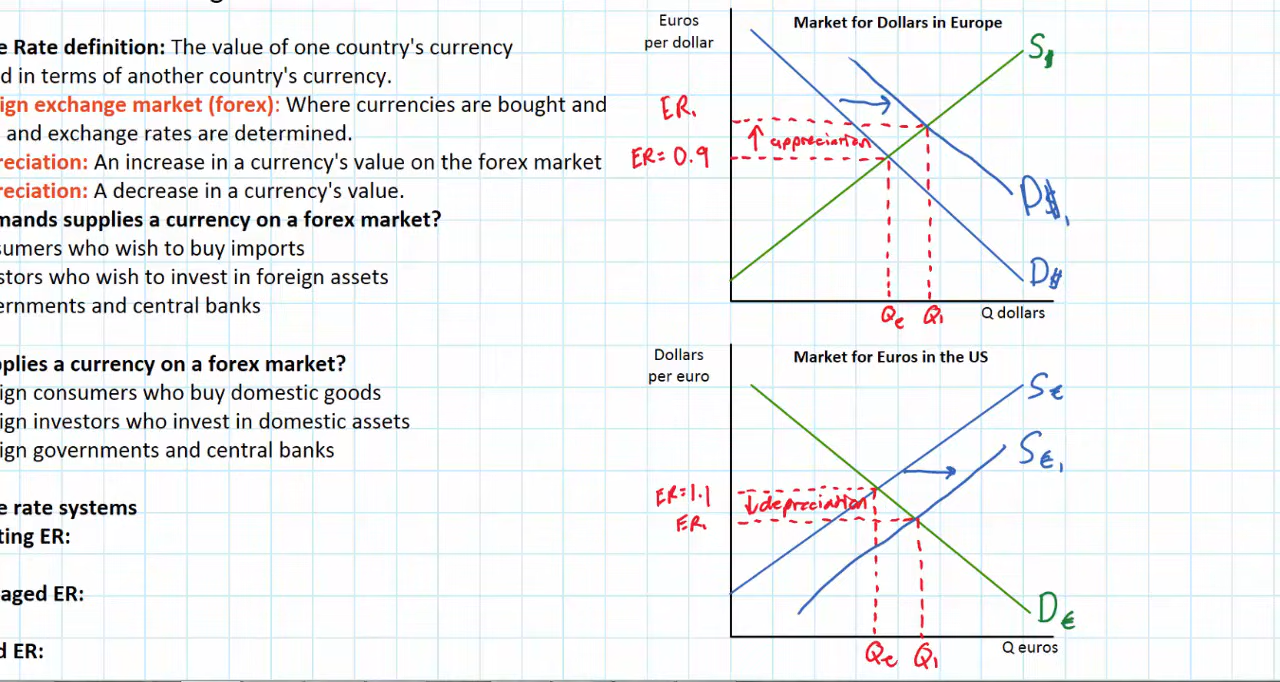 e Rate definition: The value of one country's currency
d in terms of another country's currency.
ign exchange market (forex): Where currencies are bought and
and exchange rates are determined.
reciation: An increase in a currency's value on the forex market
reciation: A decrease in a currency's value.
mands supplies a currency on a forex market?
sumers who wish to buy imports
stors who wish to invest in foreign assets
ernments and central banks
pplies a currency on a forex market?
ign consumers who buy domestic goods
ign investors who invest in domestic assets
ign governments and central banks
e rate systems
ting ER:
aged ER:
d ER:
Euros
per dollar
Market for Dollars in Europe
S$
ER1
appreciation
ER=0.9
D$1
D$
Qe Q1
Q dollars
Dollars
per euro
Market for Euros in the US
S€
S€1
ER=1.1
depreciation
ER1
D€
Qe Q1
Q euros